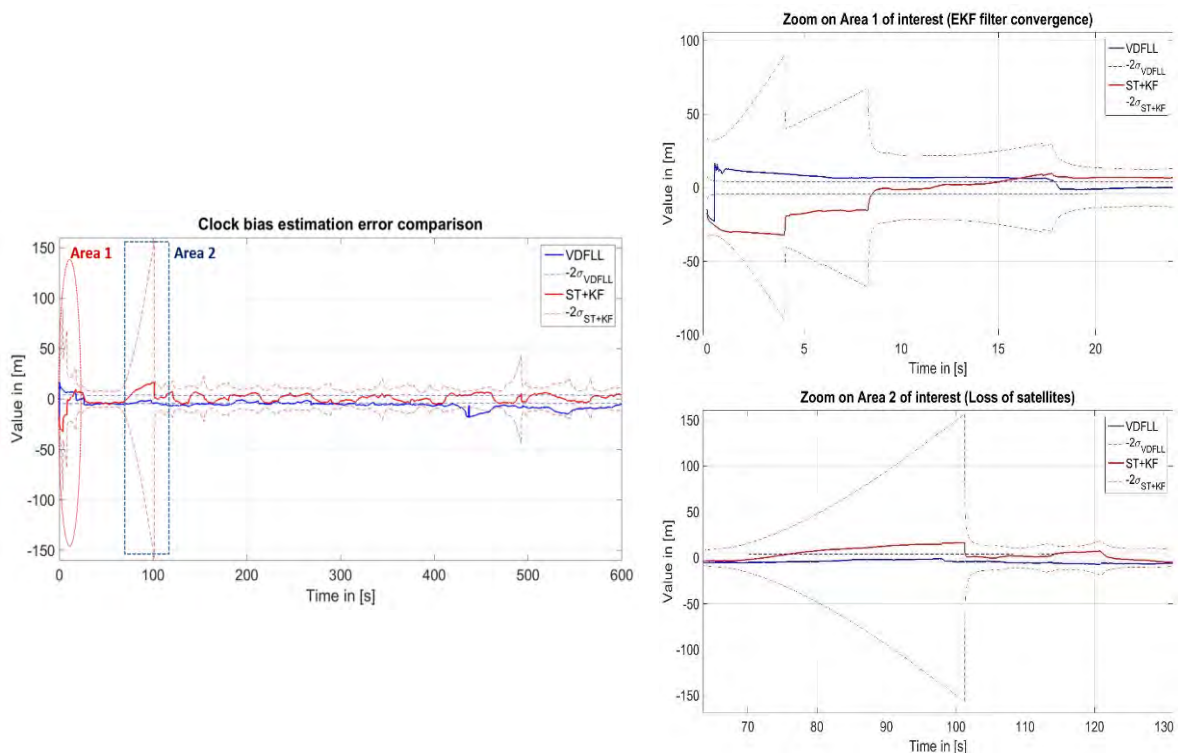 Clock bias estimation error comparison
Area 1
Area 2
VDFLL
-2σVDFLL
ST+KF
-2σST+KF
Value in [m]
150
100
50
0
-50
-100
-150
0
100
200
300
400
500
600
Time in [s]
Zoom on Area 1 of interest (EKF filter convergence)
VDFLL
-2σVDFLL
ST+KF
-2σST+KF
Value in [m]
100
50
0
-50
-100
0
5
10
15
20
Time in [s]
Zoom on Area 2 of interest (Loss of satellites)
VDFLL
-2σVDFLL
ST+KF
-2σST+KF
Value in [m]
150
100
50
0
-50
-100
-150
70
80
90
100
110
120
130
Time in [s]